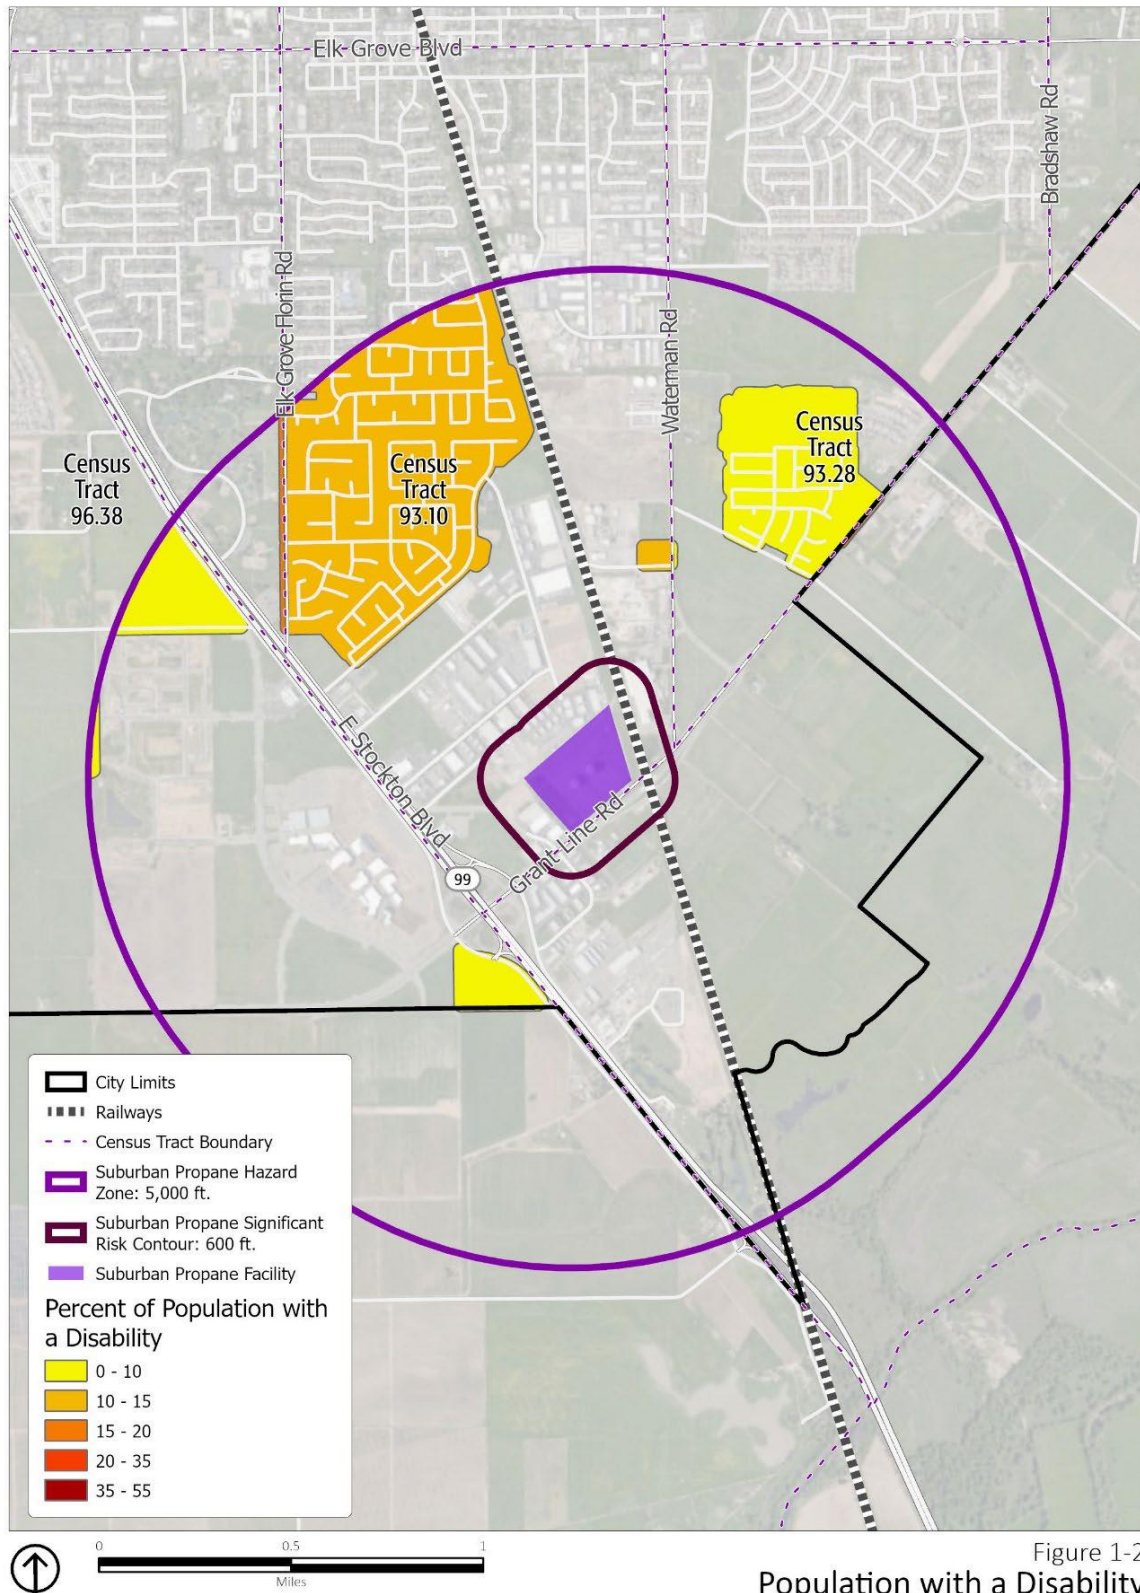 Elk Grove Blvd
Bradshaw Rd
Elk Grove Florin Rd
Waterman Rd
Census
Tract
93.28
Census
Tract
96.38
Census
Tract
93.10
E Stockton Blvd
Grant Line Rd
99
City Limits
Railways
Census Tract Boundary
Suburban Propane Hazard
Zone: 5,000 ft.
Suburban Propane Significant
Risk Contour: 600 ft.
Suburban Propane Facility
Percent of Population with
a Disability
0 - 10
10 - 15
15 - 20
20 - 35
35 - 55
0 0.5 1
Miles
Figure 1-2
Population with a Disability